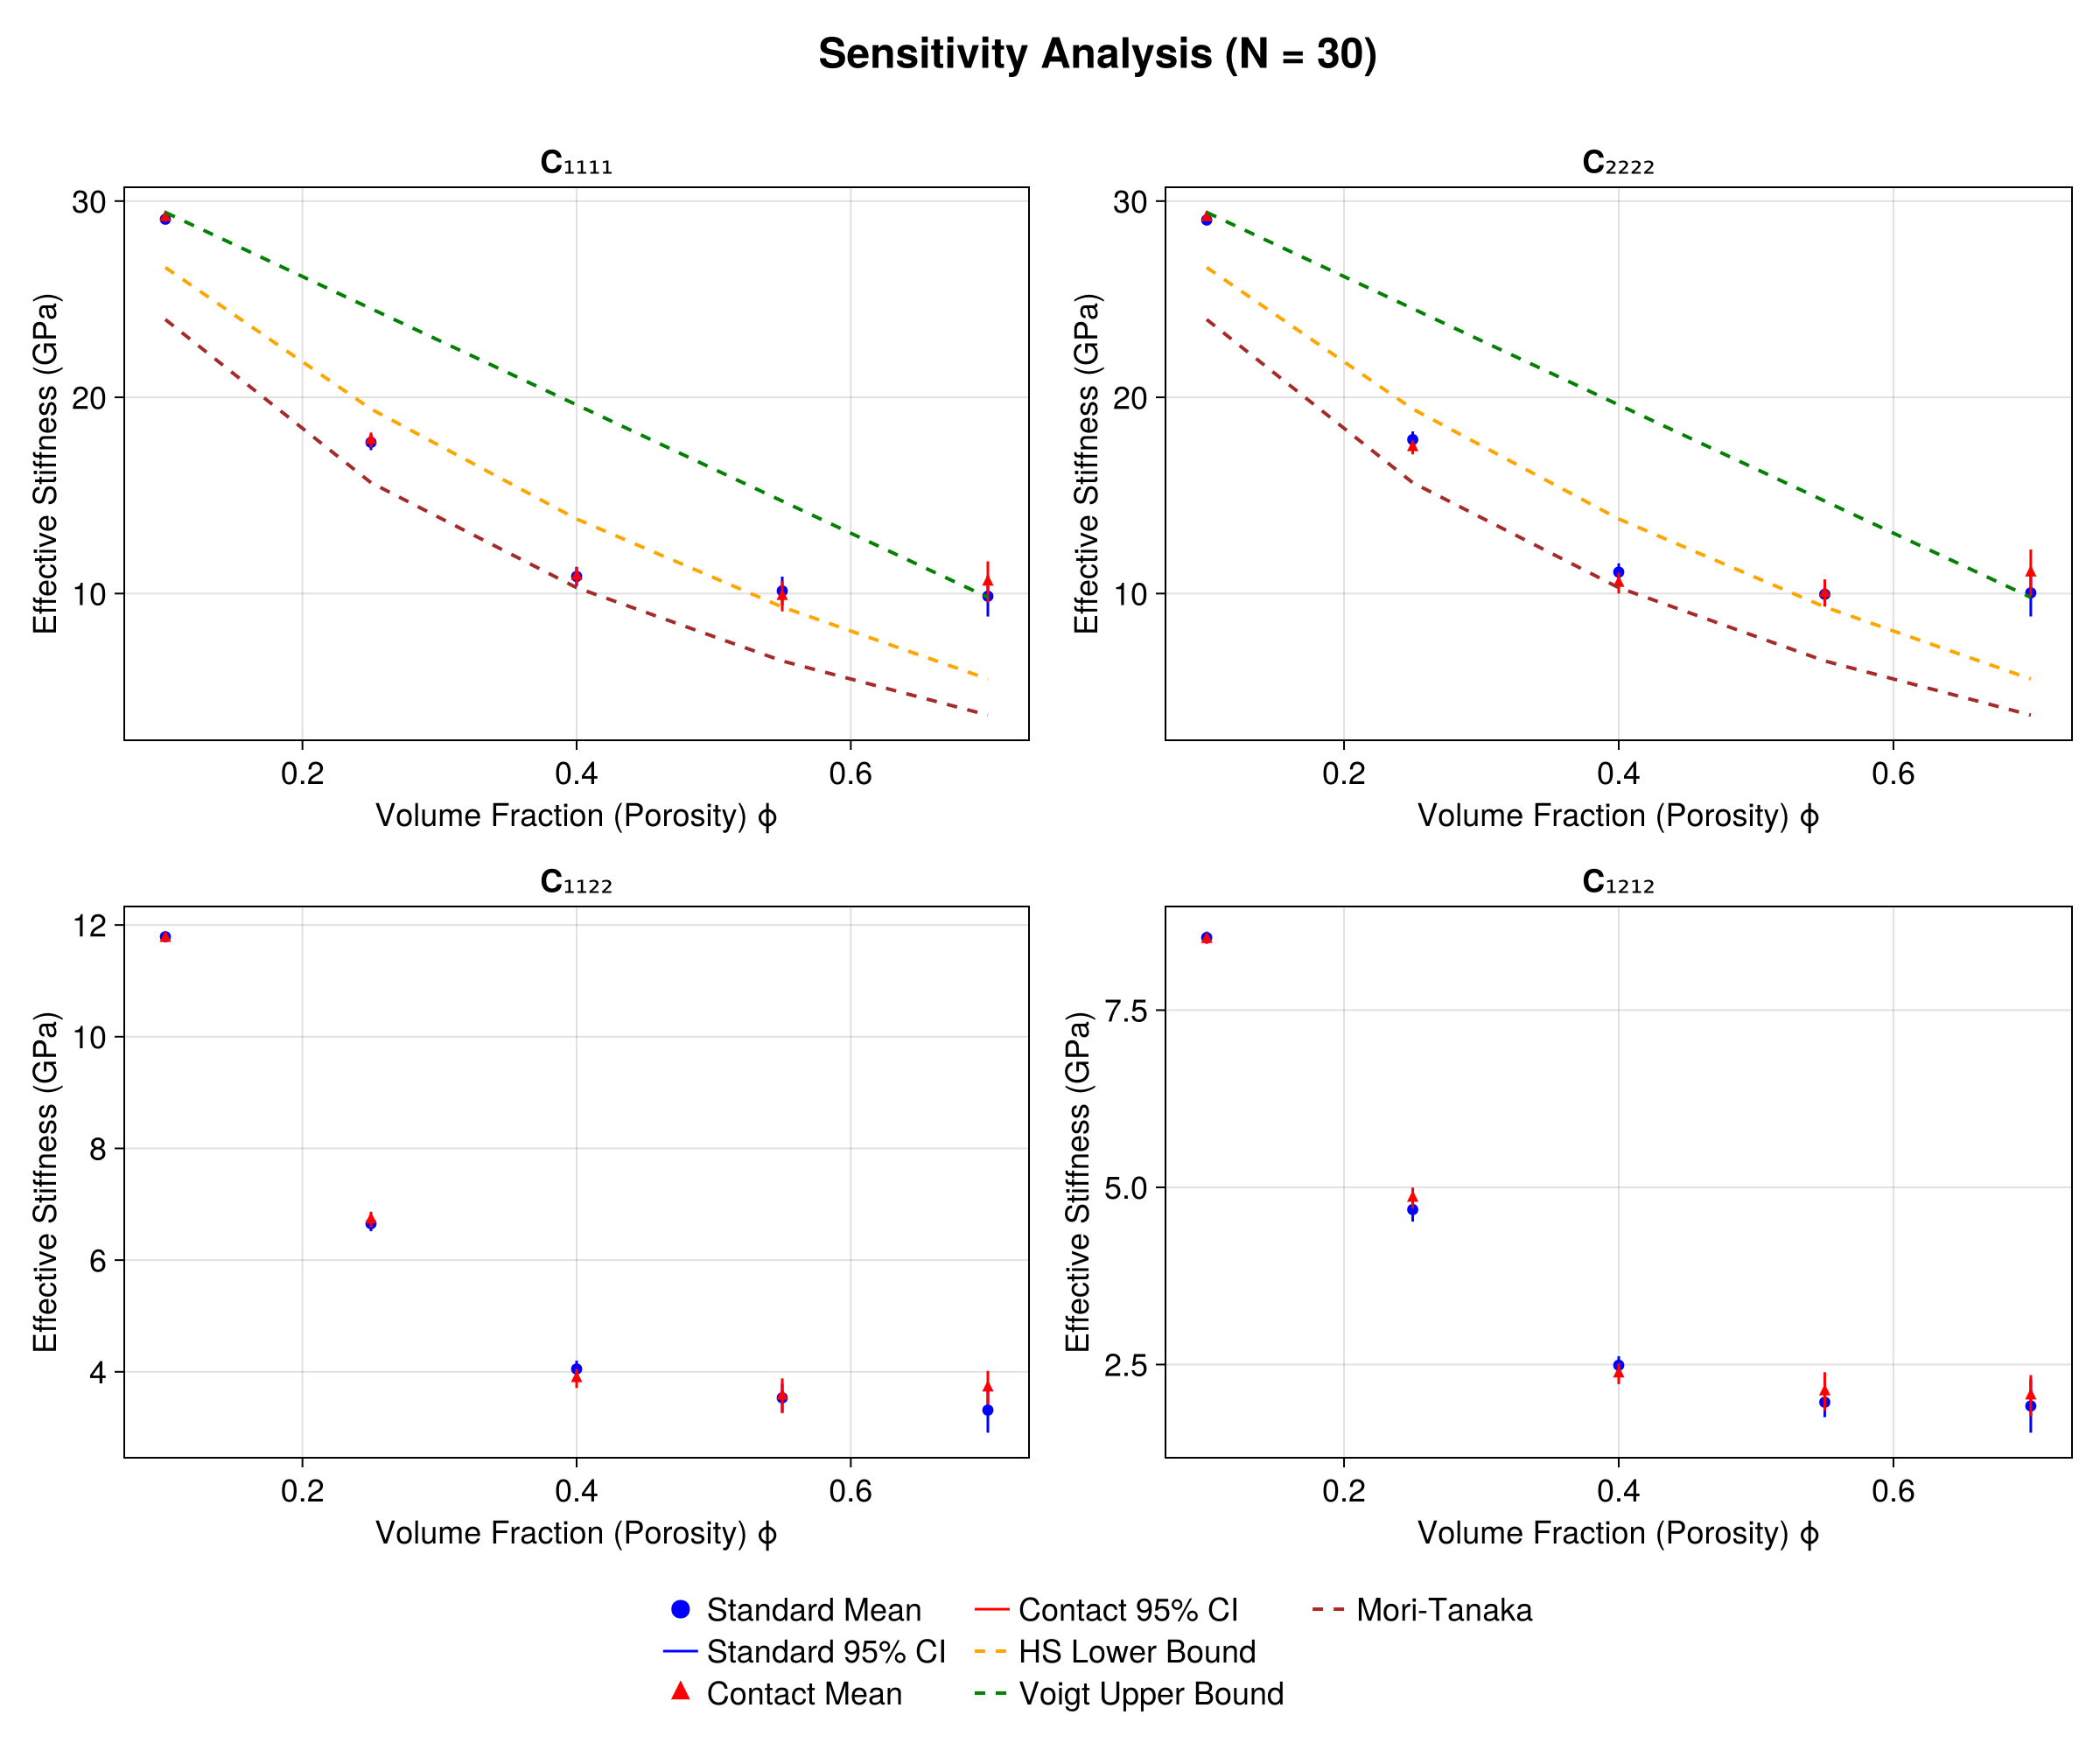 Sensitivity Analysis (N = 30)
C₁₁₁₁
C₂₂₂₂
Effective Stiffness (GPa)
30
20
10
0.2
0.4
0.6
Volume Fraction (Porosity) ϕ
Effective Stiffness (GPa)
30
20
10
0.2
0.4
0.6
Volume Fraction (Porosity) ϕ
C₁₁₂₂
C₁₂₁₂
Effective Stiffness (GPa)
12
10
8
6
4
0.2
0.4
0.6
Volume Fraction (Porosity) ϕ
Effective Stiffness (GPa)
7.5
5.0
2.5
0.2
0.4
0.6
Volume Fraction (Porosity) ϕ
Standard Mean
Standard 95% CI
Contact Mean
Contact 95% CI
HS Lower Bound
Voigt Upper Bound
Mori-Tanaka